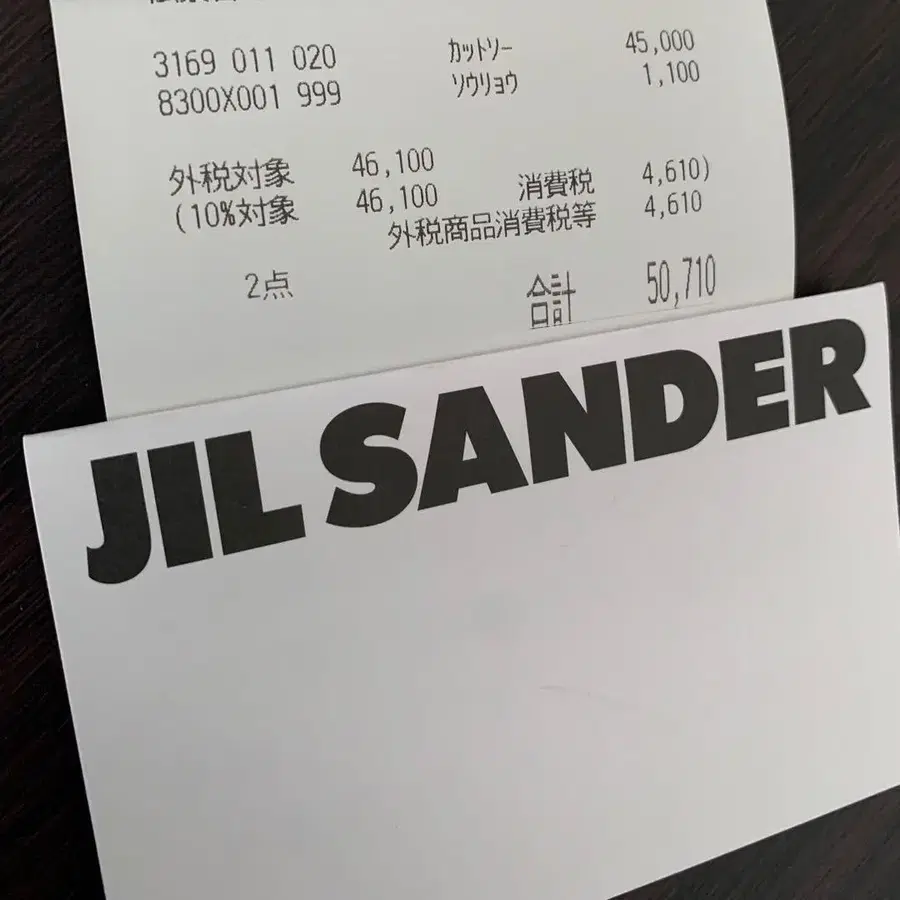 3169 011 020 カットソー 45,000
8300X001 999 ソウリョウ 1,100
外税対象 46,100
(10%対象 46,100 消費税 4,610)
外税商品消費税等 4,610
2点 合計 50,710
JIL SANDER